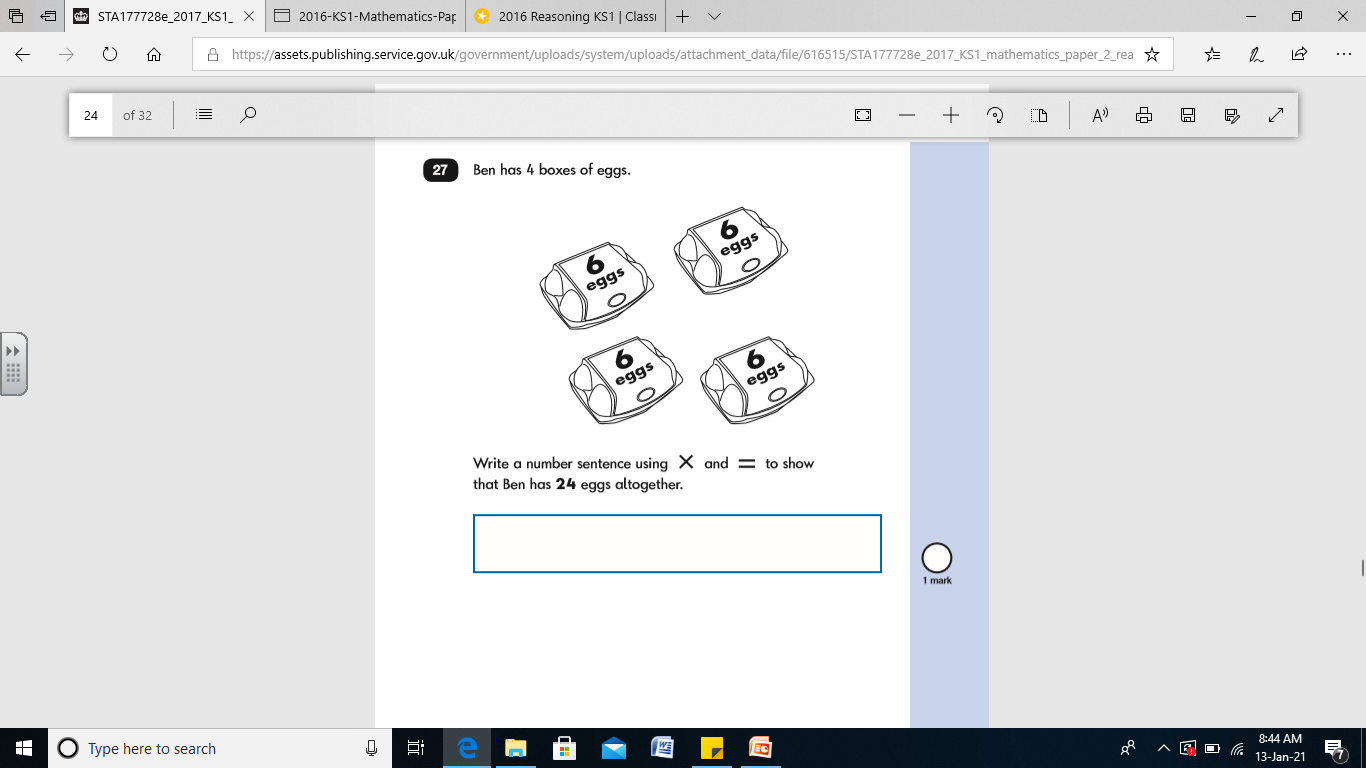 STA177728e_2017_KS1_
2016-KS1-Mathematics-Pap
2016 Reasoning KS1 | Classr
https://assets.publishing.service.gov.uk/government/uploads/system/uploads/attachment_data/file/616515/STA177728e_2017_KS1_mathematics_paper_2_rea
24 of 32
27 Ben has 4 boxes of eggs.
6 eggs
6 eggs
6 eggs
6 eggs
Write a number sentence using × and = to show
that Ben has 24 eggs altogether.
1 mark
Type here to search
8:44 AM
13-Jan-21
7